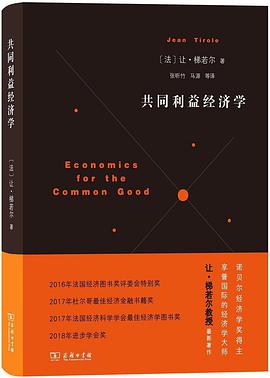 共同利益经济学
〔法〕让·梯若尔 著
商务印书馆
Jean Tirole
〔法〕让·梯若尔 著
张昕竹 马源 等译
共同利益经济学
Economics
for the
Common Good
诺贝尔经济学奖得主
享誉国际的经济学大师
让·梯若尔教授
最新著作
2016年法国经济图书奖评委会特别奖
2017年杜尔哥最佳经济金融书籍奖
2017年法国经济科学学会最佳经济学图书奖
2018年进步学会奖
商务印书馆